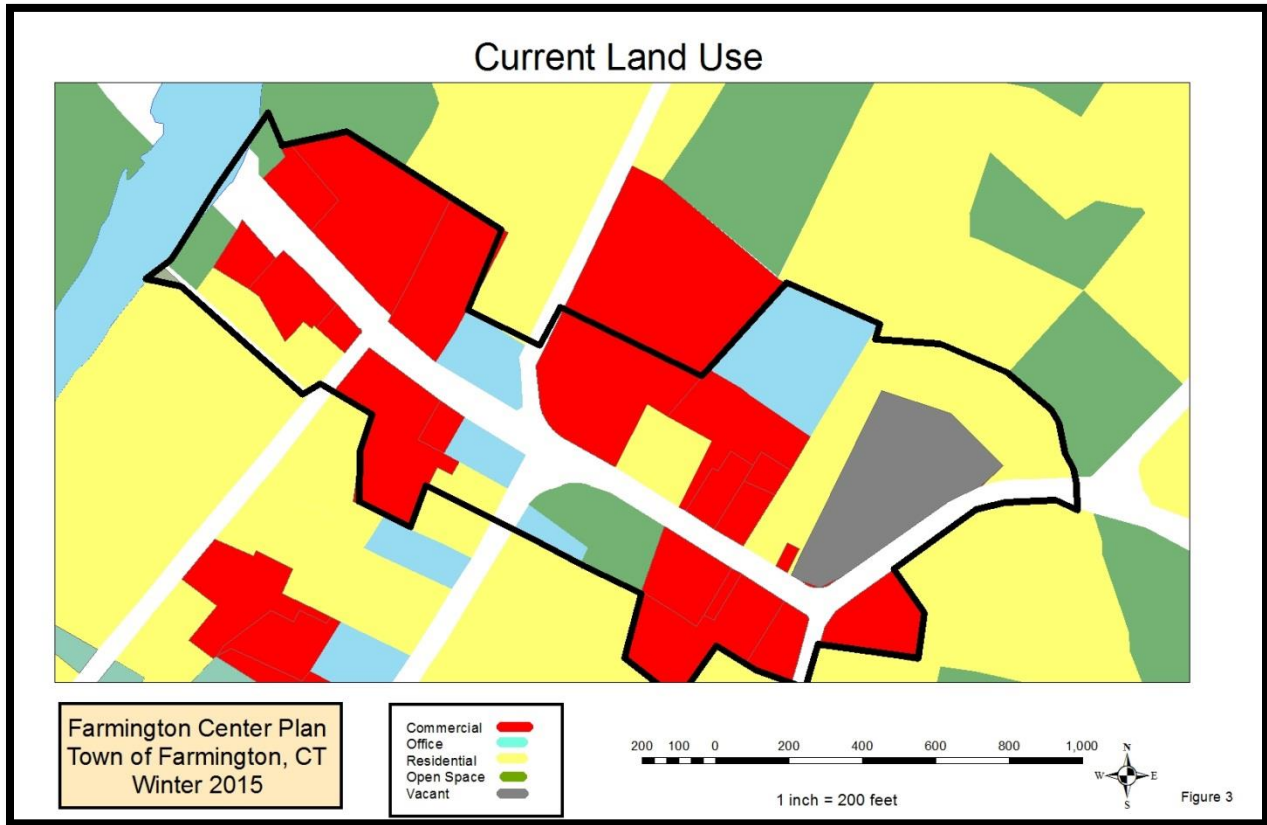 Current Land Use
Farmington Center Plan
Town of Farmington, CT
Winter 2015
Commercial
Office
Residential
Open Space
Vacant
200 100 0 200 400 600 800 1,000
1 inch = 200 feet
N
W E
S
Figure 3